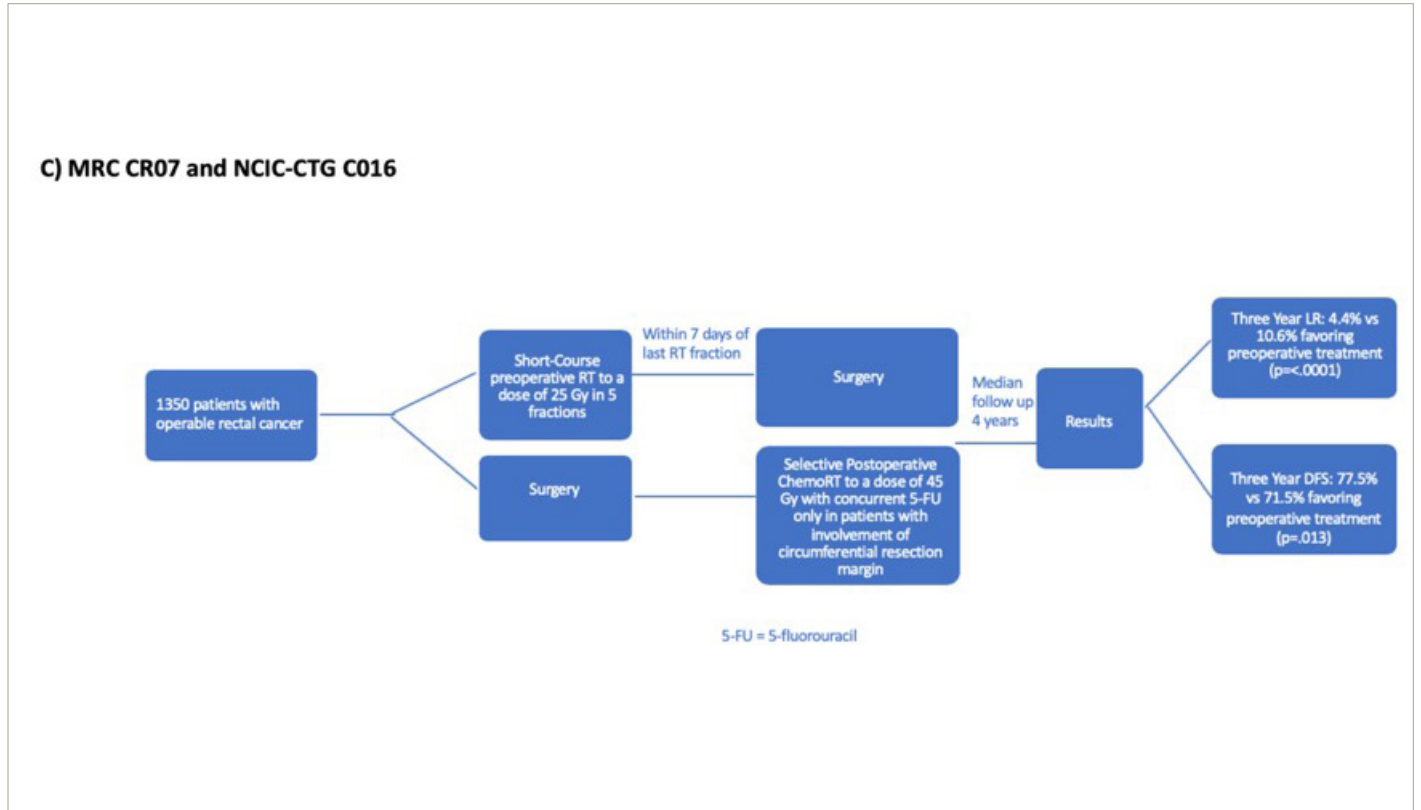 C) MRC CR07 and NCIC-CTG C016
1350 patients with
operable rectal cancer
Short-Course
preoperative RT to a
dose of 25 Gy in 5
fractions
Within 7 days of
last RT fraction
Surgery
Surgery
Selective Postoperative
ChemoRT to a dose of 45
Gy with concurrent 5-FU
only in patients with
involvement of
circumferential resection
margin
Median
follow up
4 years
Results
Three Year LR: 4.4% vs
10.6% favoring
preoperative treatment
(p=<.0001)
Three Year DFS: 77.5%
vs 71.5% favoring
preoperative treatment
(p=.013)
5-FU = 5-fluorouracil